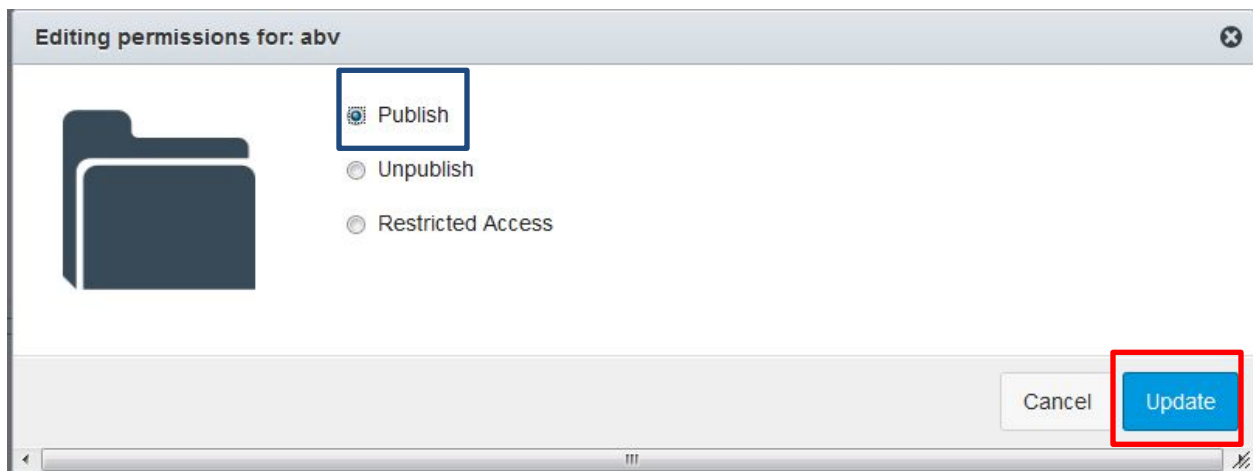 Editing permissions for: abv
Publish
Unpublish
Restricted Access
Cancel
Update